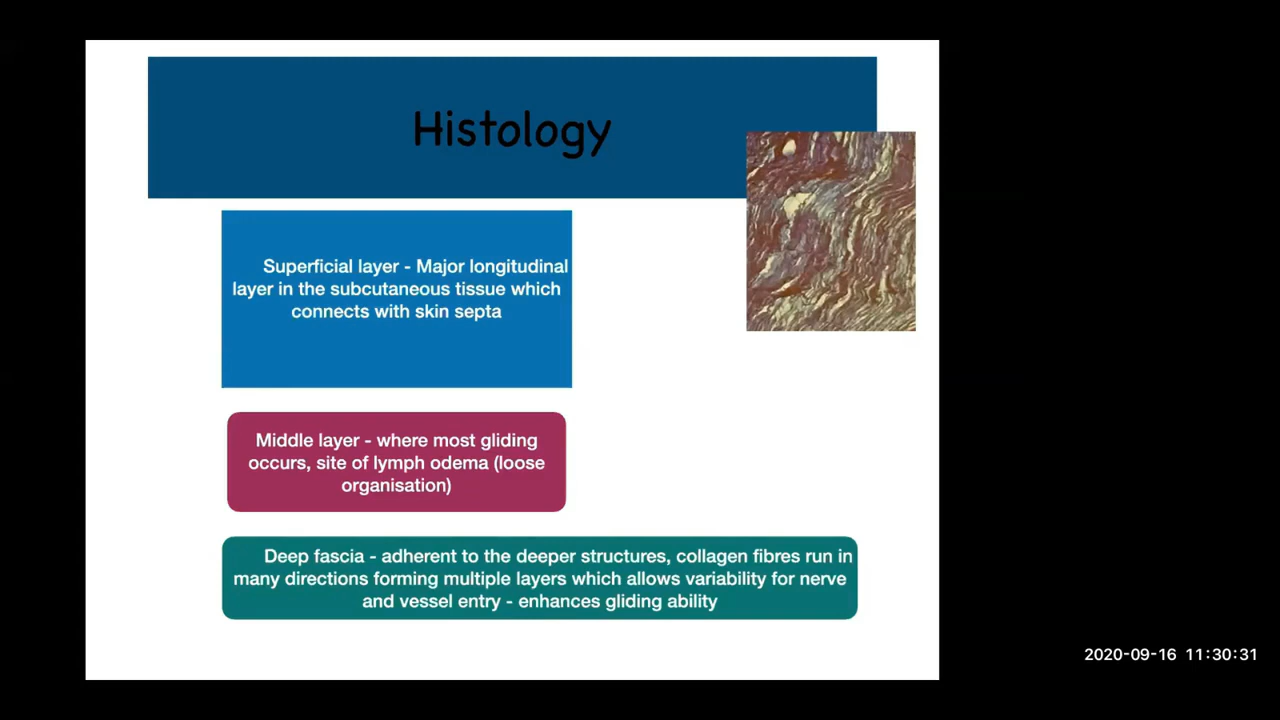 Histology
Superficial layer - Major longitudinal
layer in the subcutaneous tissue which
connects with skin septa
Middle layer - where most gliding
occurs, site of lymph odema (loose
organisation)
Deep fascia - adherent to the deeper structures, collagen fibres run in
many directions forming multiple layers which allows variability for nerve
and vessel entry - enhances gliding ability
2020-09-16 11:30:31